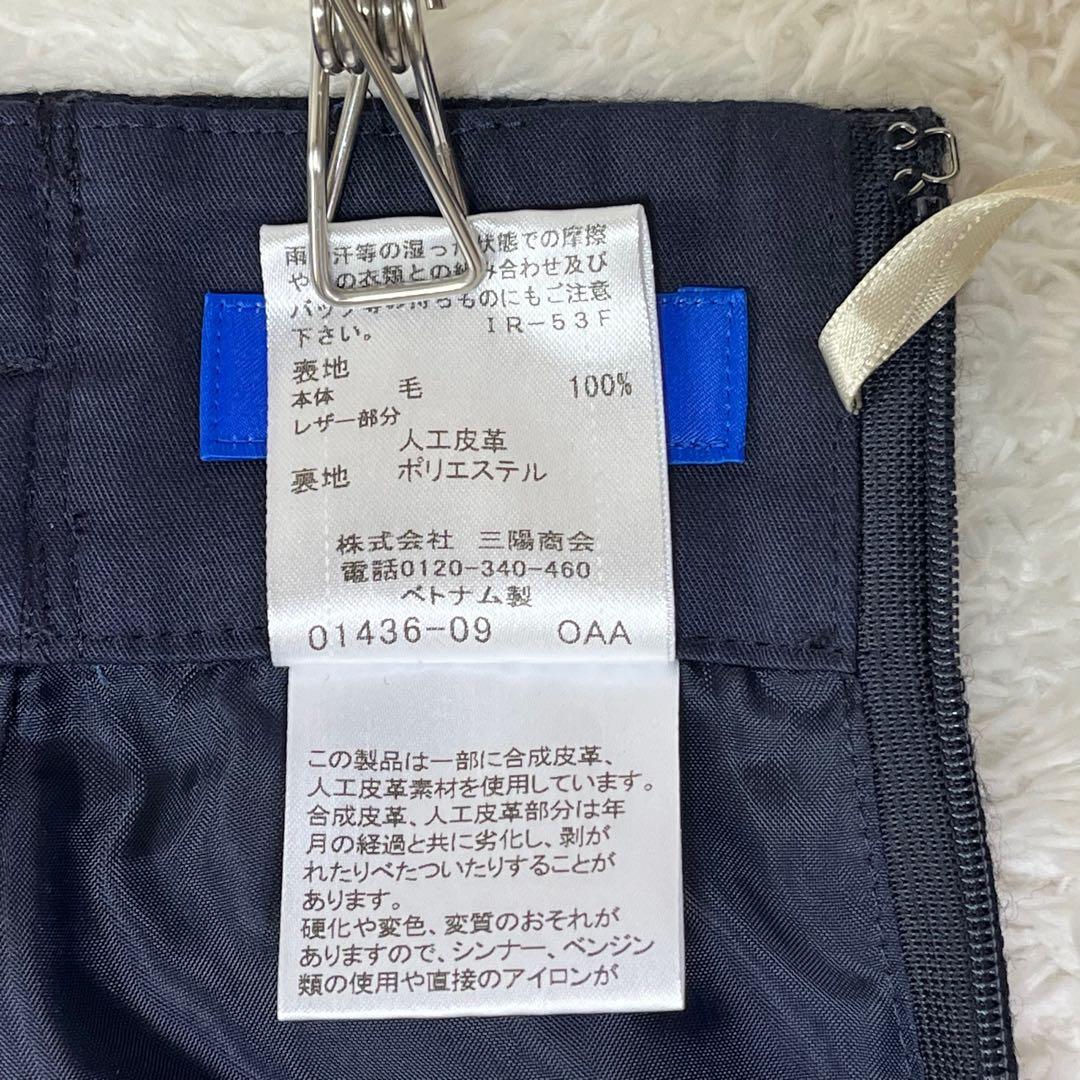 雨 汗等の湿った状態での摩擦
や の衣類との組み合わせ及び
バッグ等の持ちものにもご注意
下さい。 IR-53F
表地
本体 毛 100%
レザー部分
人工皮革
裏地 ポリエステル
株式会社 三陽商会
電話0120-340-460
ベトナム製
01436-09 OAA
この製品は一部に合成皮革、
人工皮革素材を使用しています。
合成皮革、人工皮革部分は年
月の経過と共に劣化し、剥が
れたりべたついたりすることが
あります。
硬化や変色、変質のおそれが
ありますので、シンナー、ベンジン
類の使用や直接のアイロンが